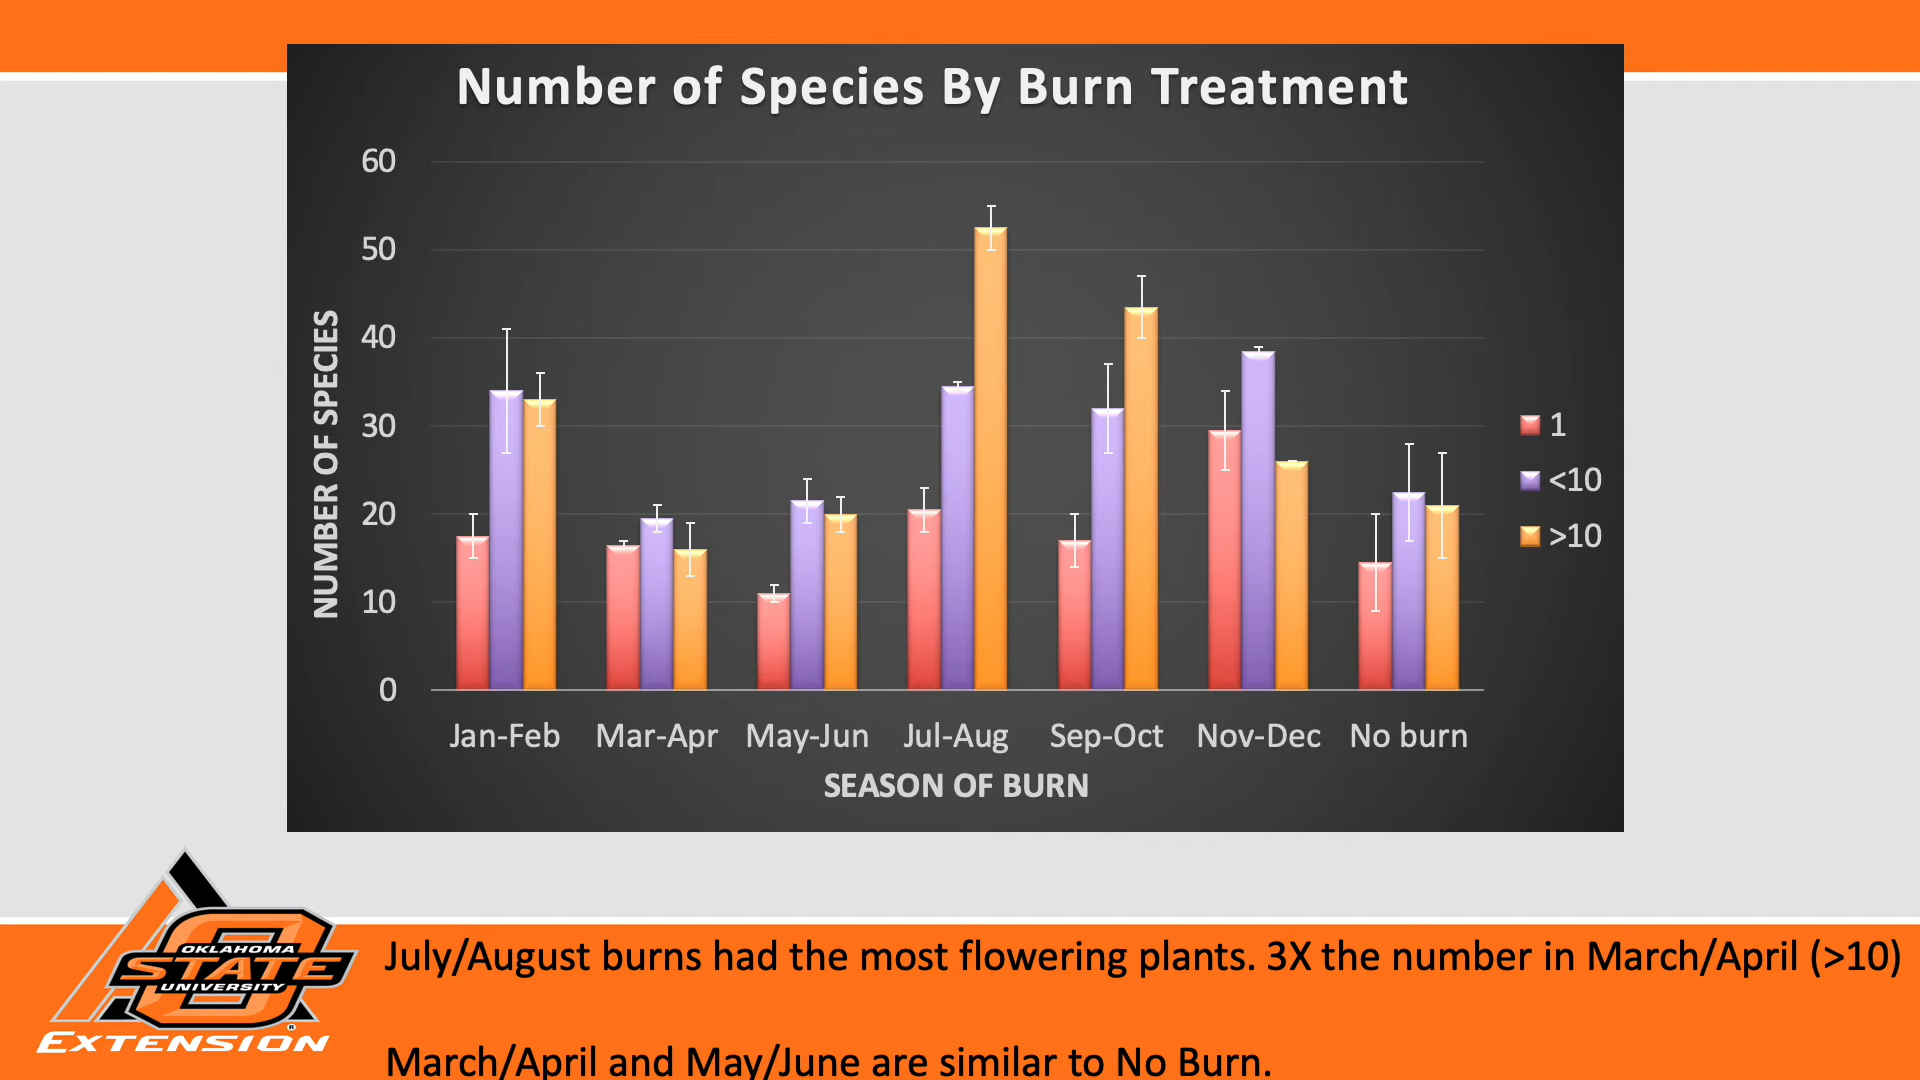 Number of Species By Burn Treatment
60
50
40
30
20
10
0
NUMBER OF SPECIES
1
<10
>10
Jan-Feb Mar-Apr May-Jun Jul-Aug Sep-Oct Nov-Dec No burn
SEASON OF BURN
OKLAHOMA
STATE
UNIVERSITY
®
EXTENSION
July/August burns had the most flowering plants. 3X the number in March/April (>10)
March/April and May/June are similar to No Burn.